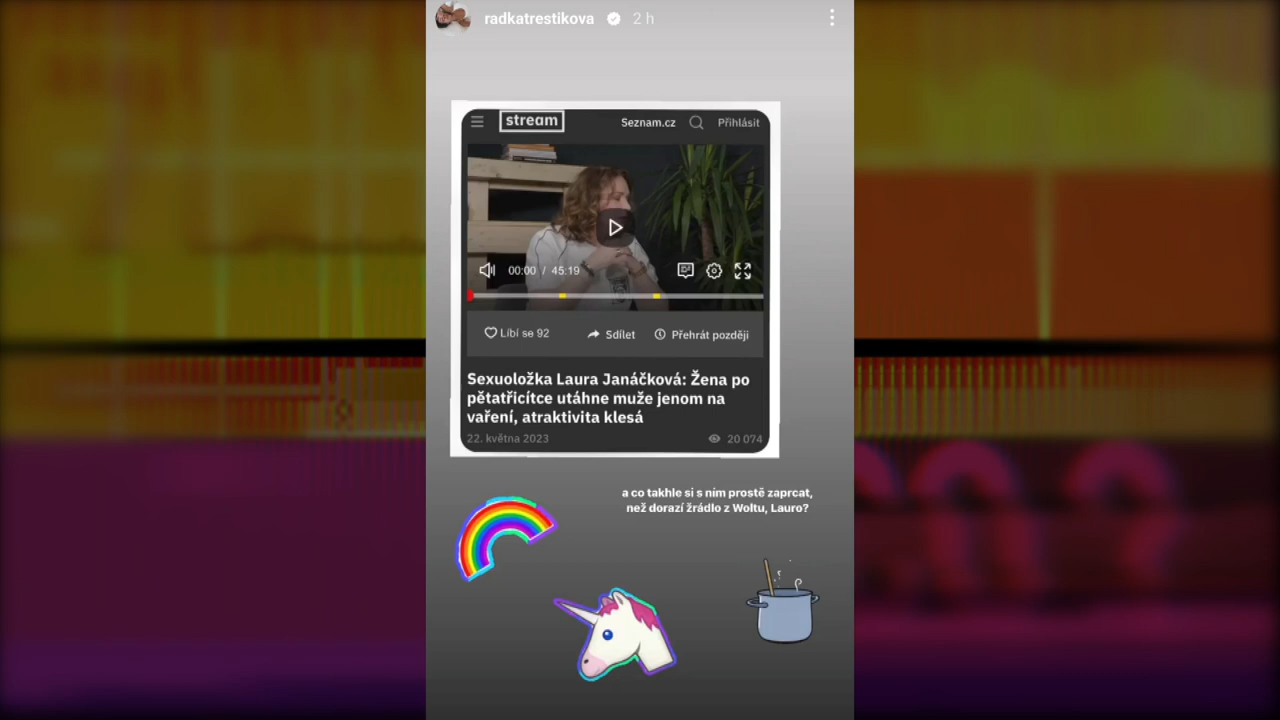 radkatrestikova 2 h
stream Seznam.cz Přihlásit
00:00 / 45:19
Líbí se 92 Sdílet Přehrát později
Sexuoložka Laura Janáčková: Žena po
pětatřicítce utáhne muže jenom na
vaření, atraktivita klesá
22. května 2023 20 074
a co takhle si s ním prostě zaprcat,
než dorazí žrádlo z Woltu, Lauro?